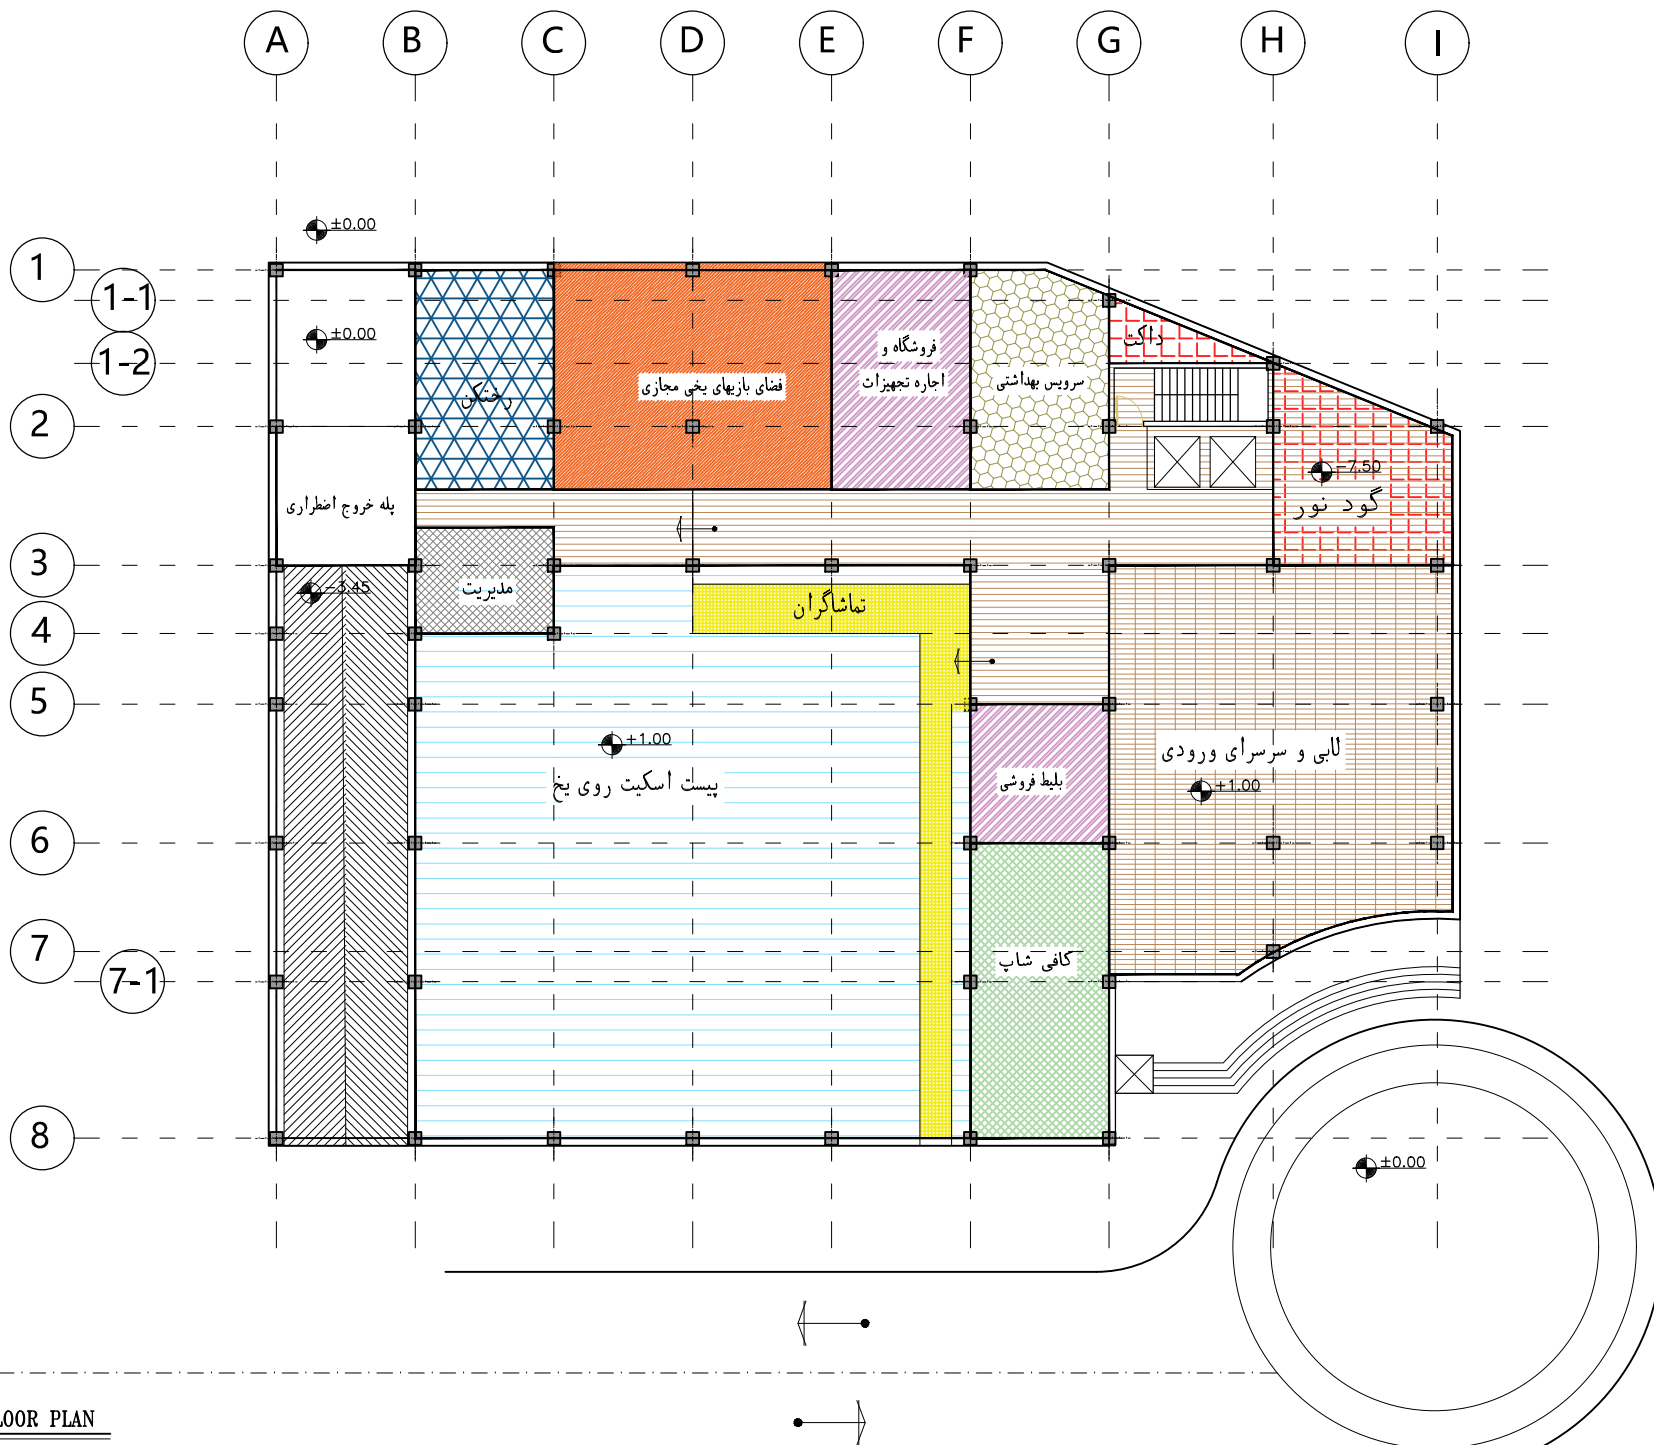 A B C D E F G H I
±0.00
1
1-1
±0.00
داکت
1-2
فروشگاه و
اجاره تجهیزات
سرویس بهداشتی
فضای بازیهای یخی مجازی
رختکن
2
-7.50
گود نور
پله خروج اضطراری
3
-3.45
مدیریت
تماشاگران
4
5
+1.00
پیست اسکیت روی یخ
لابی و سرسرای ورودی
+1.00
بلیط فروشی
6
7
کافی شاپ
7-1
8
±0.00
LOOR PLAN